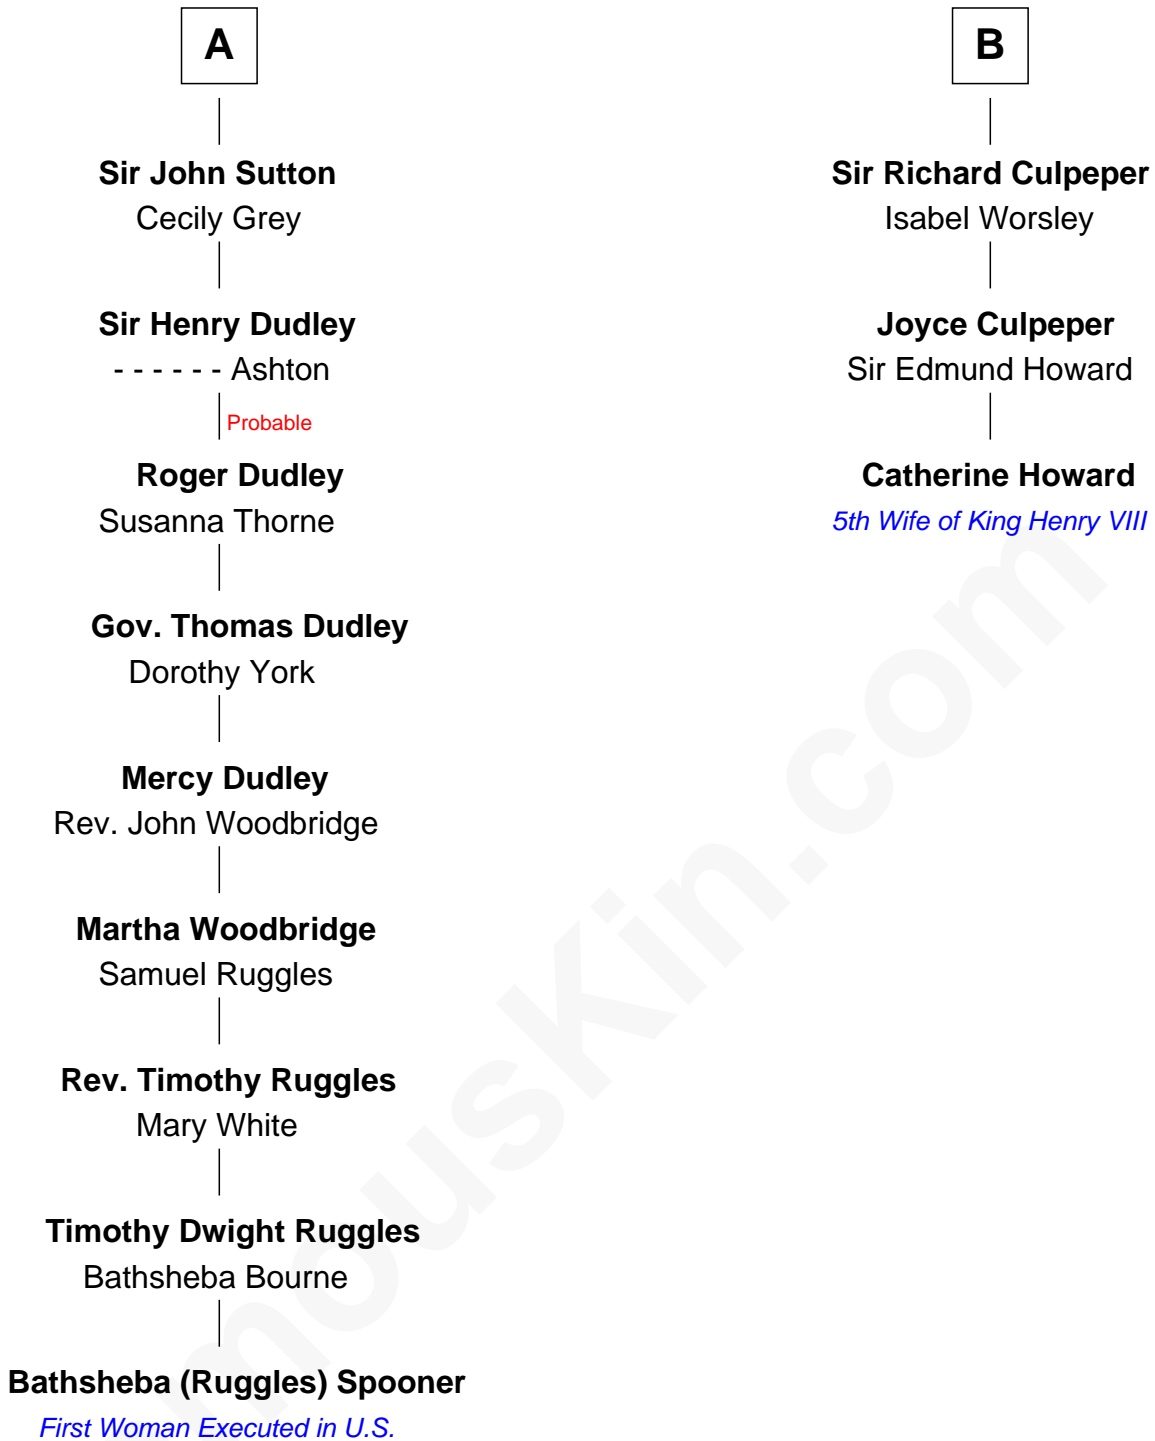 A
Sir John Sutton
Cecily Grey
Sir Henry Dudley
- - - - - - Ashton
Probable
Roger Dudley
Susanna Thorne
Gov. Thomas Dudley
Dorothy York
Mercy Dudley
Rev. John Woodbridge
Martha Woodbridge
Samuel Ruggles
Rev. Timothy Ruggles
Mary White
Timothy Dwight Ruggles
Bathsheba Bourne
Bathsheba (Ruggles) Spooner
First Woman Executed in U.S.
B
Sir Richard Culpeper
Isabel Worsley
Joyce Culpeper
Sir Edmund Howard
Catherine Howard
5th Wife of King Henry VIII
mousKin.com